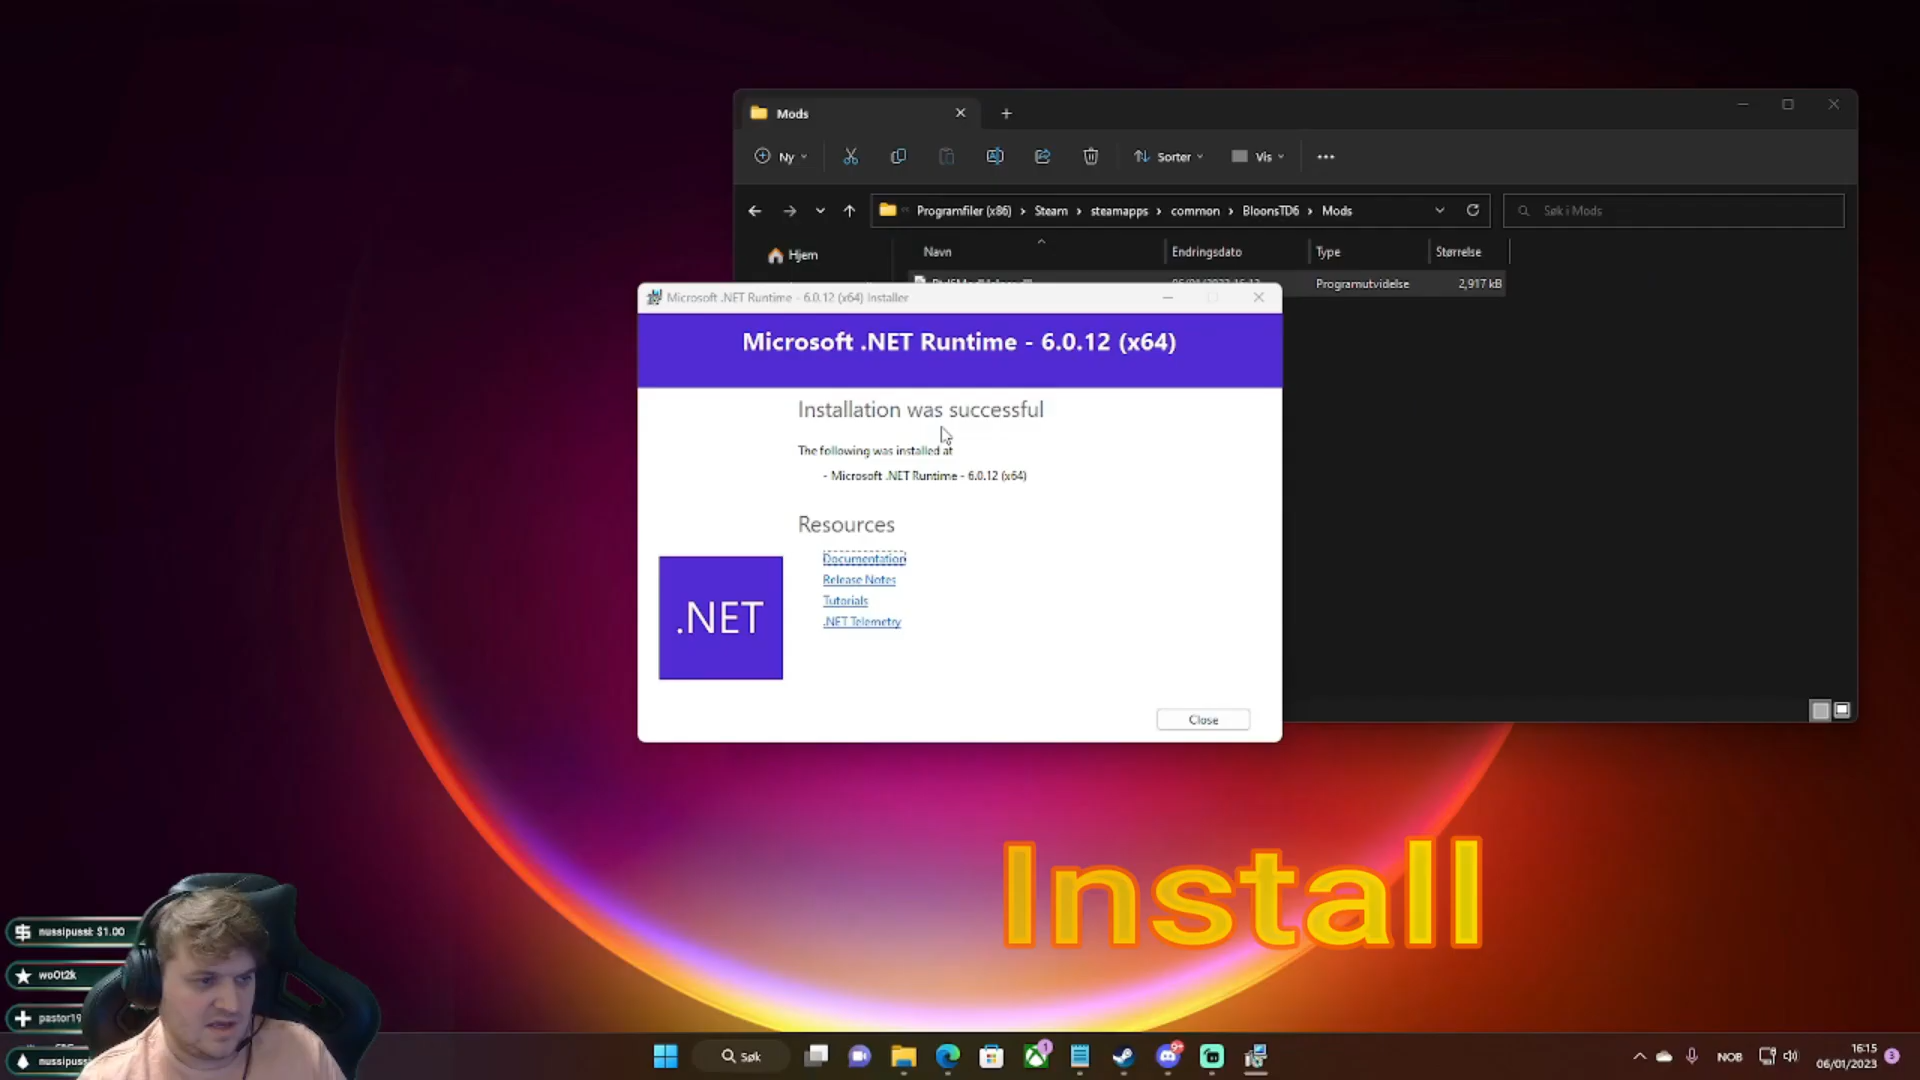 Mods
Ny
Sorter
Vis
Programfiler (x86) › Steam › steamapps › common › BloonsTD6 › Mods
Søk i Mods
Hjem
Navn
Endringsdato
Type
Størrelse
Programutvidelse
2,917 kB
Microsoft .NET Runtime - 6.0.12 (x64) Installer
Microsoft .NET Runtime - 6.0.12 (x64)
Installation was successful
The following was installed at
- Microsoft .NET Runtime - 6.0.12 (x64)
Resources
Documentation
Release Notes
Tutorials
.NET Telemetry
.NET
Close
Install
nussipussi: $1.00
wo0t2k
pastor19
nussipuss
Søk
NOB
16:15
06/01/2023
3